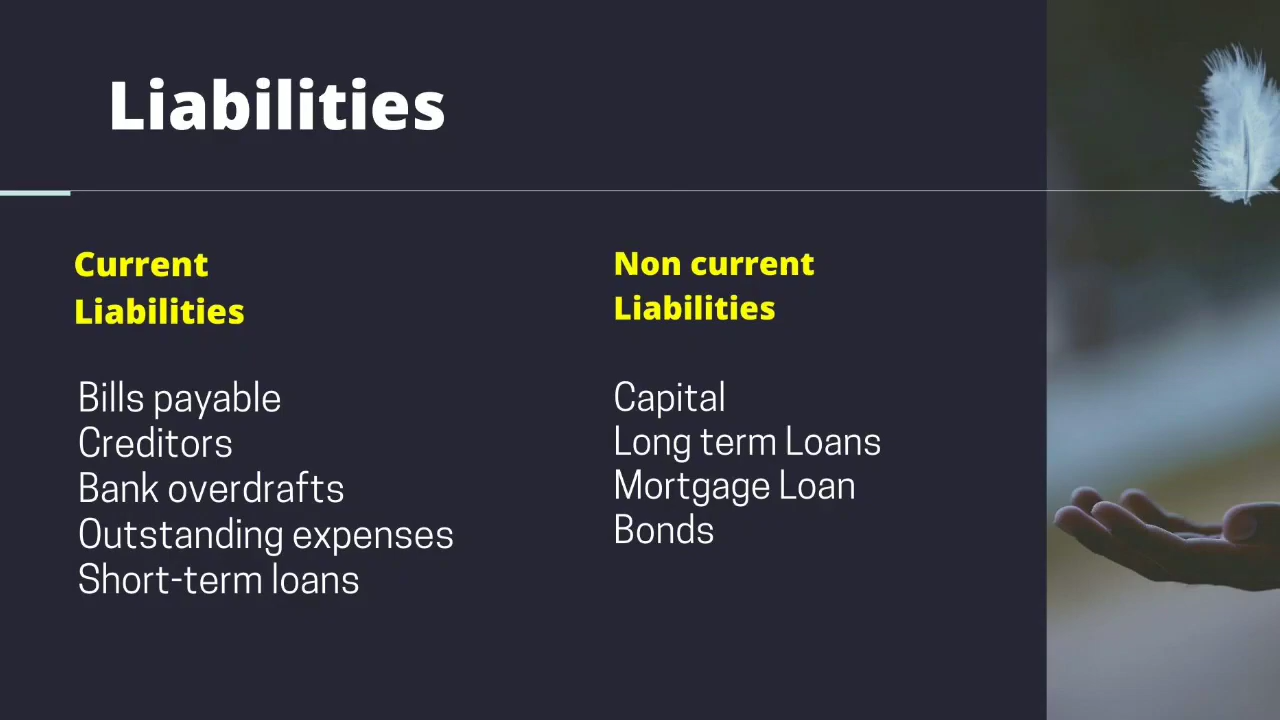 Liabilities
Current
Liabilities
Bills payable
Creditors
Bank overdrafts
Outstanding expenses
Short-term loans
Non current
Liabilities
Capital
Long term Loans
Mortgage Loan
Bonds